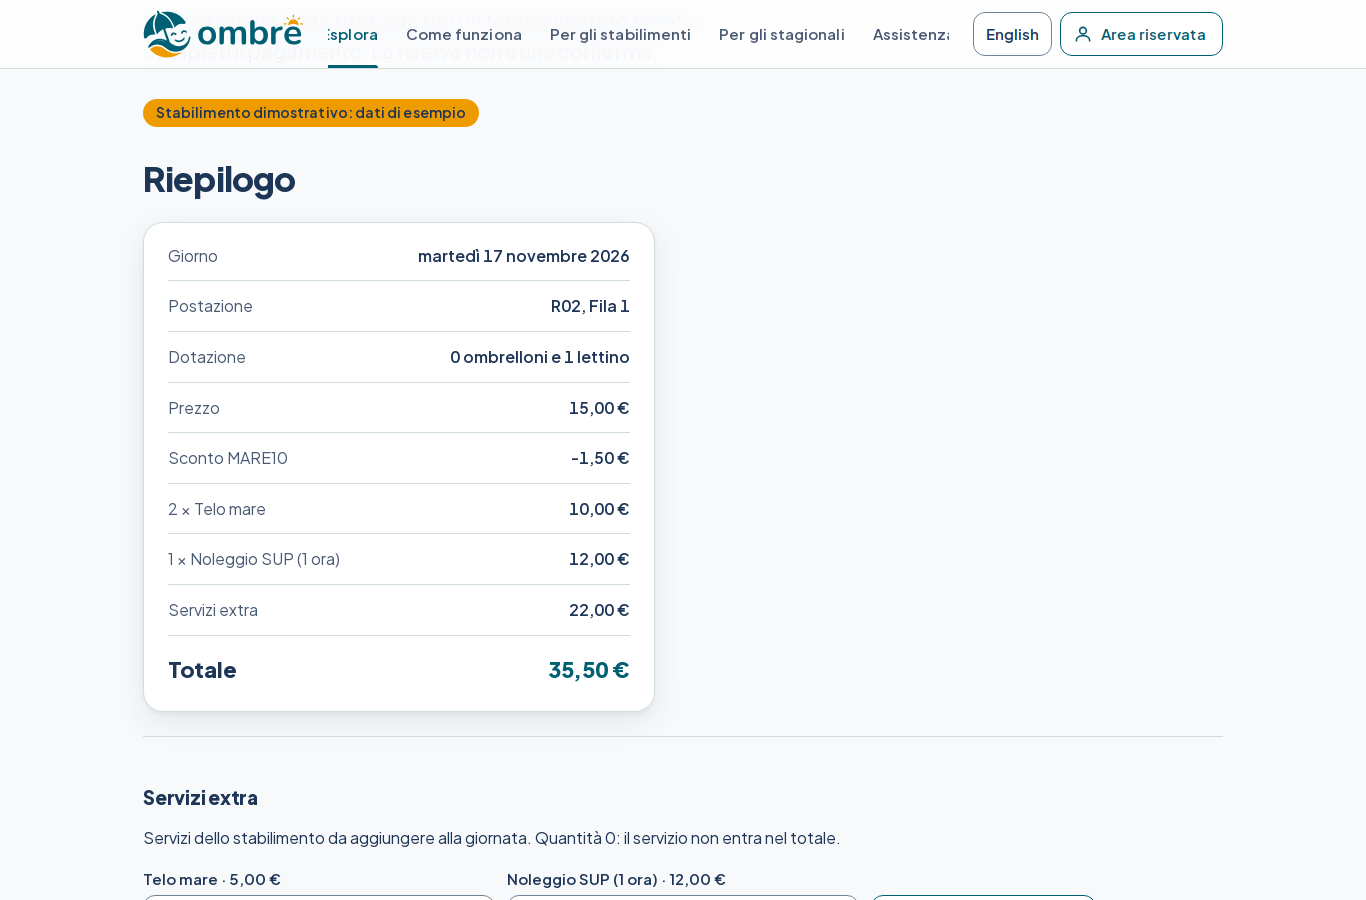 ombrè
Esplora
Come funziona
Per gli stabilimenti
Per gli stagionali
Assistenza
English
Area riservata
Stabilimento dimostrativo: dati di esempio
Riepilogo
Giorno martedì 17 novembre 2026
Postazione R02, Fila 1
Dotazione 0 ombrelloni e 1 lettino
Prezzo 15,00 €
Sconto MARE10 -1,50 €
2 × Telo mare 10,00 €
1 × Noleggio SUP (1 ora) 12,00 €
Servizi extra 22,00 €
Totale 35,50 €
Servizi extra
Servizi dello stabilimento da aggiungere alla giornata. Quantità 0: il servizio non entra nel totale.
Telo mare · 5,00 €
Noleggio SUP (1 ora) · 12,00 €